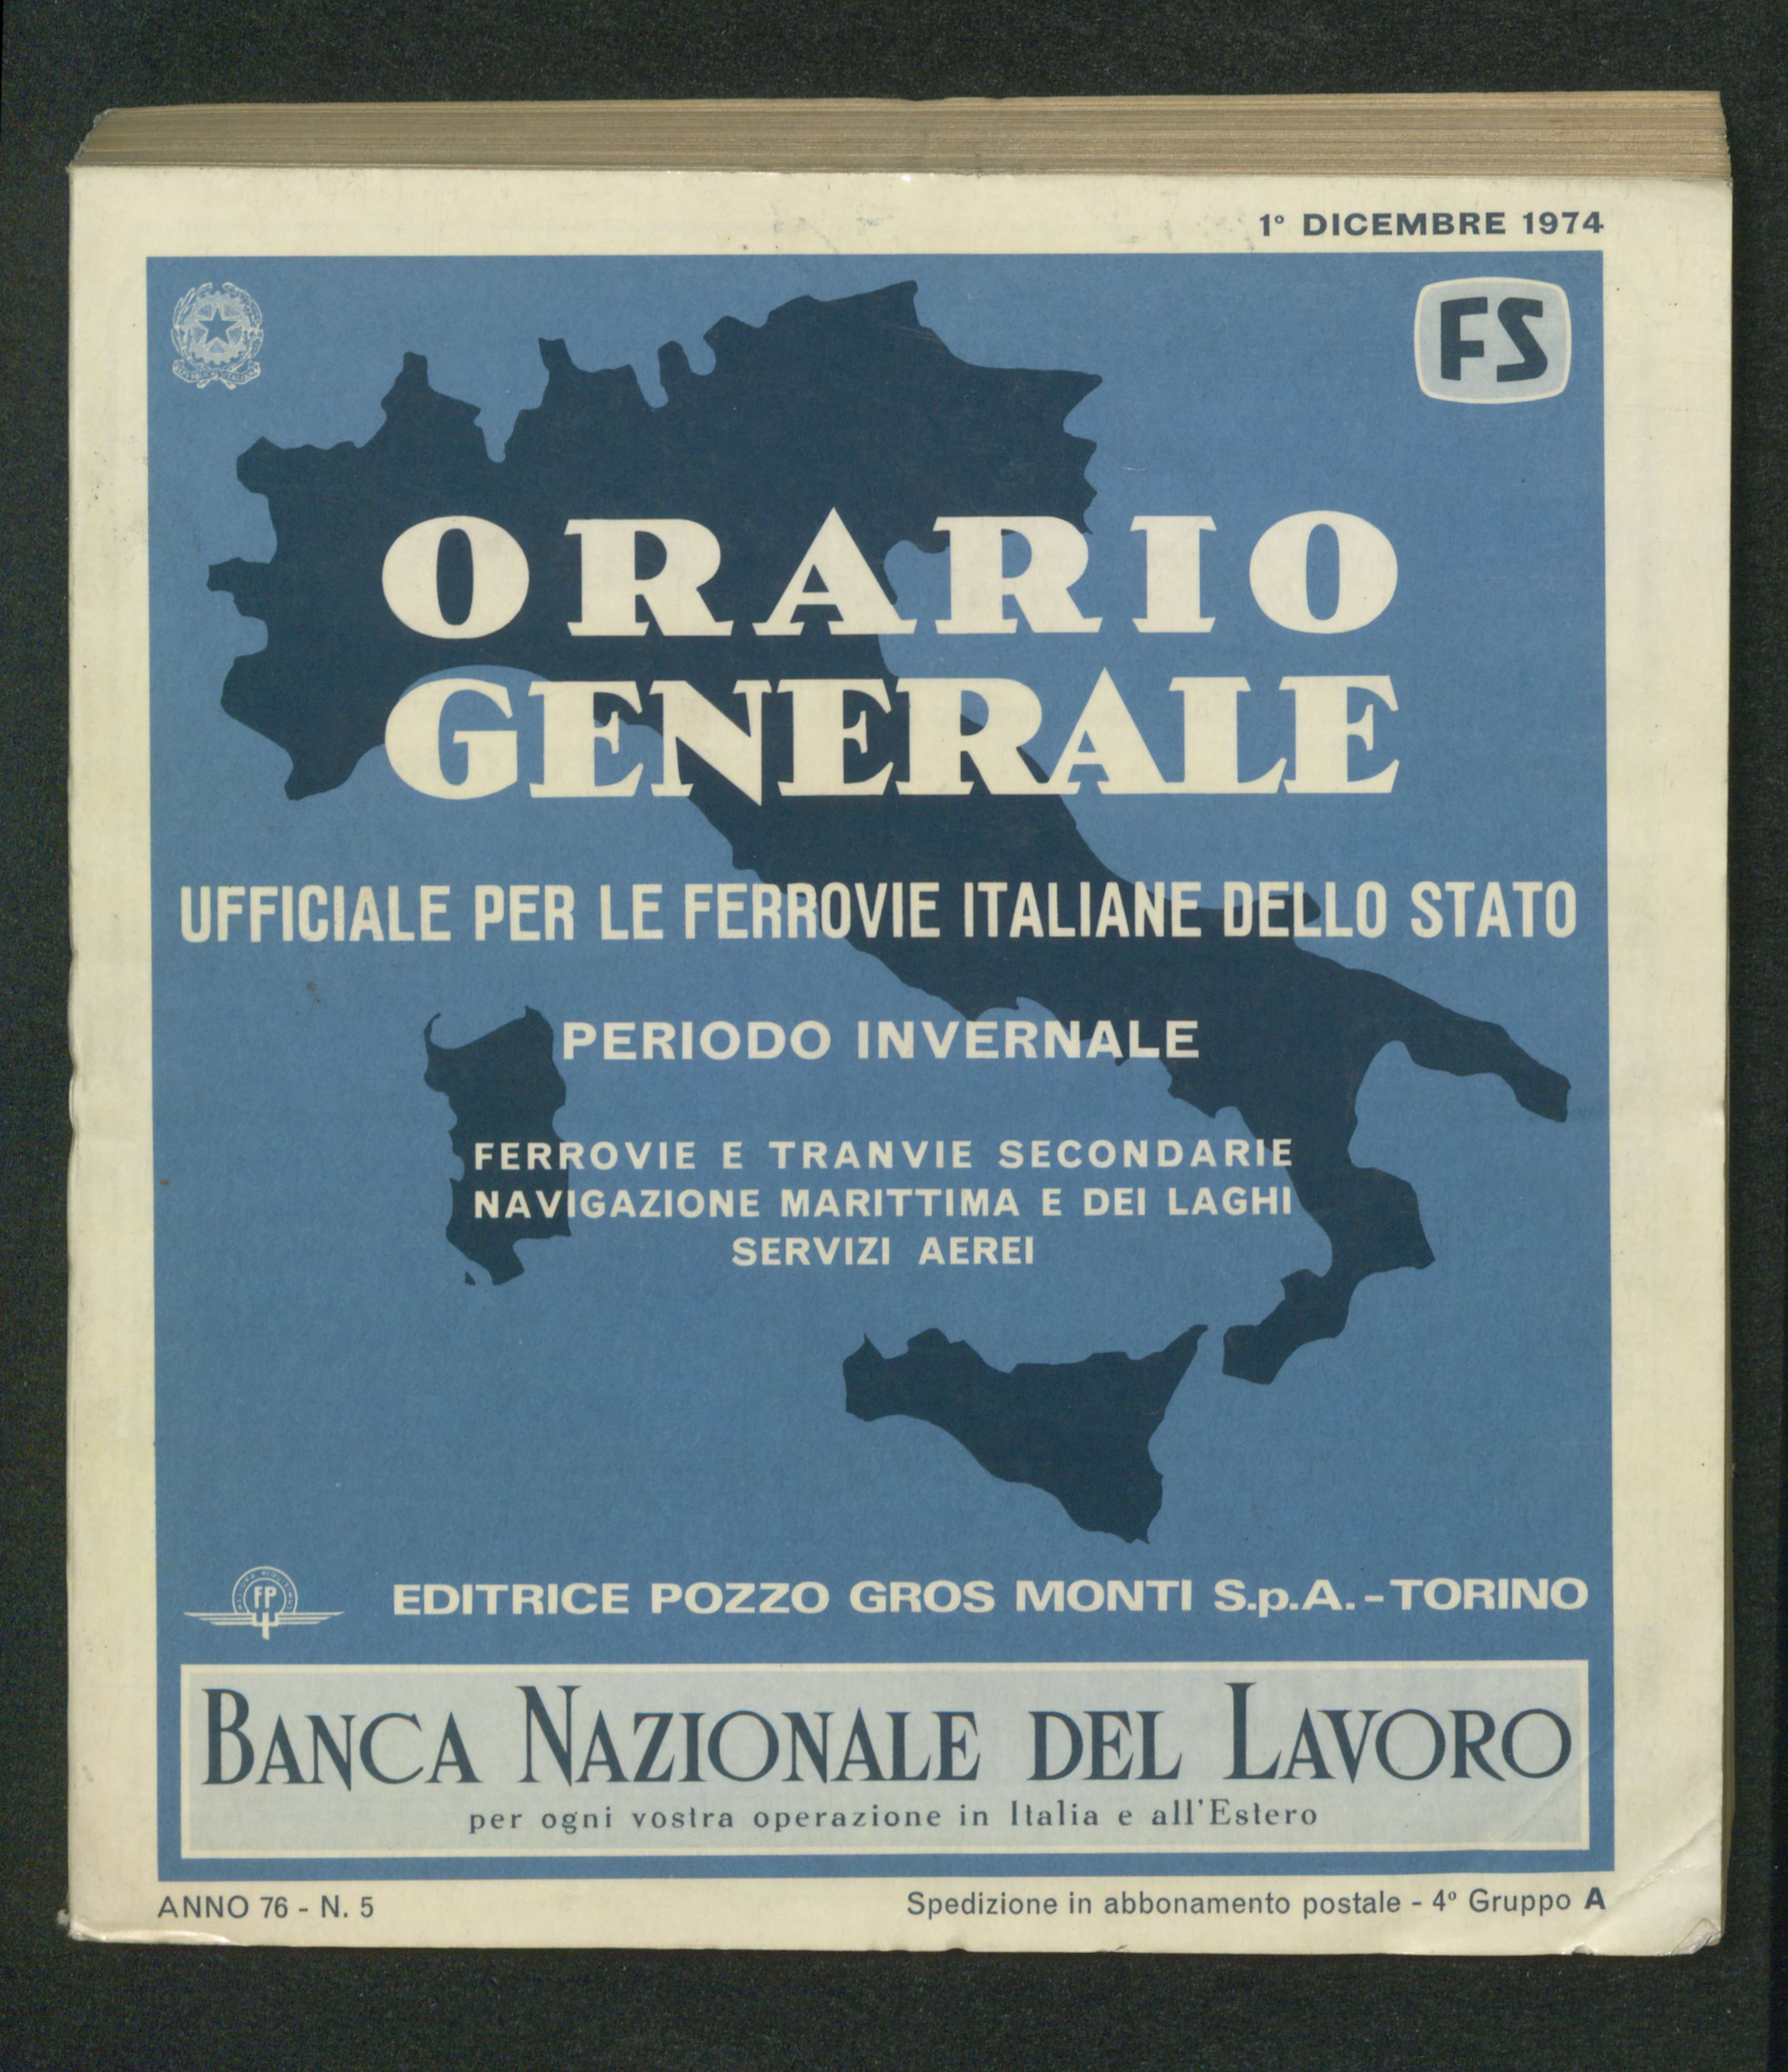 1° DICEMBRE 1974
FS
ORARIO
GENERALE
UFFICIALE PER LE FERROVIE ITALIANE DELLO STATO
PERIODO INVERNALE
FERROVIE E TRANVIE SECONDARIE
NAVIGAZIONE MARITTIMA E DEI LAGHI
SERVIZI AEREI
FP
EDITRICE POZZO GROS MONTI S.p.A. - TORINO
BANCA NAZIONALE DEL LAVORO
per ogni vostra operazione in Italia e all'Estero
ANNO 76 - N. 5
Spedizione in abbonamento postale - 4° Gruppo A